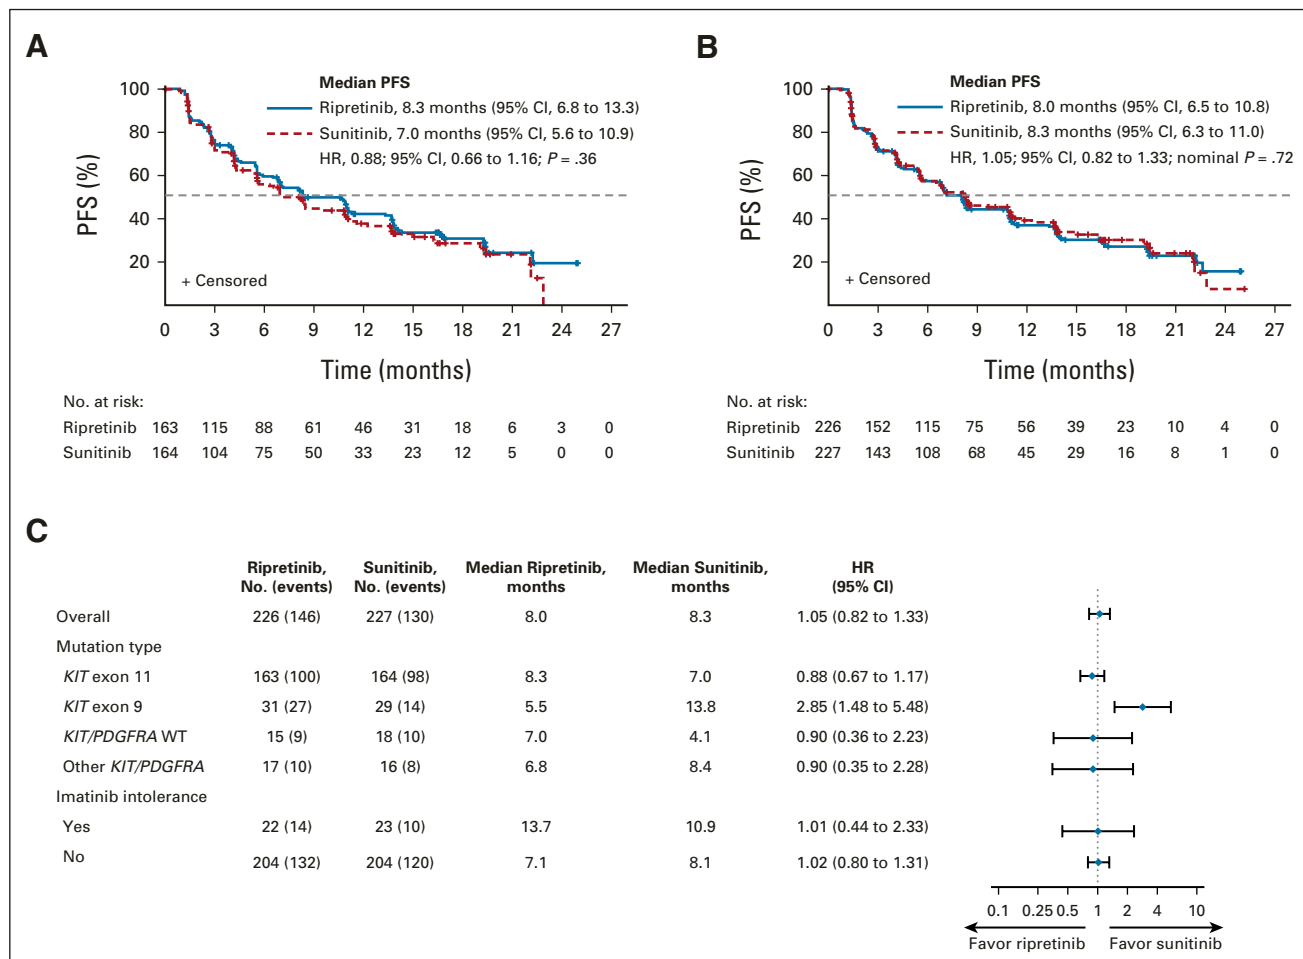 A
Median PFS
Ripretinib, 8.3 months (95% CI, 6.8 to 13.3)
Sunitinib, 7.0 months (95% CI, 5.6 to 10.9)
HR, 0.88; 95% CI, 0.66 to 1.16; P = .36
PFS (%)
100
80
60
40
20
+ Censored
0 3 6 9 12 15 18 21 24 27
Time (months)
No. at risk:
Ripretinib 163 115 88 61 46 31 18 6 3 0
Sunitinib 164 104 75 50 33 23 12 5 0 0
B
Median PFS
Ripretinib, 8.0 months (95% CI, 6.5 to 10.8)
Sunitinib, 8.3 months (95% CI, 6.3 to 11.0)
HR, 1.05; 95% CI, 0.82 to 1.33; nominal P = .72
PFS (%)
100
80
60
40
20
+ Censored
0 3 6 9 12 15 18 21 24 27
Time (months)
No. at risk:
Ripretinib 226 152 115 75 56 39 23 10 4 0
Sunitinib 227 143 108 68 45 29 16 8 1 0
C
Ripretinib, Sunitinib, Median Ripretinib, Median Sunitinib, HR
No. (events) No. (events) months months (95% CI)
Overall 226 (146) 227 (130) 8.0 8.3 1.05 (0.82 to 1.33)
Mutation type
KIT exon 11 163 (100) 164 (98) 8.3 7.0 0.88 (0.67 to 1.17)
KIT exon 9 31 (27) 29 (14) 5.5 13.8 2.85 (1.48 to 5.48)
KIT/PDGFRA WT 15 (9) 18 (10) 7.0 4.1 0.90 (0.36 to 2.23)
Other KIT/PDGFRA 17 (10) 16 (8) 6.8 8.4 0.90 (0.35 to 2.28)
Imatinib intolerance
Yes 22 (14) 23 (10) 13.7 10.9 1.01 (0.44 to 2.33)
No 204 (132) 204 (120) 7.1 8.1 1.02 (0.80 to 1.31)
0.1 0.25 0.5 1 2 4 10
Favor ripretinib Favor sunitinib